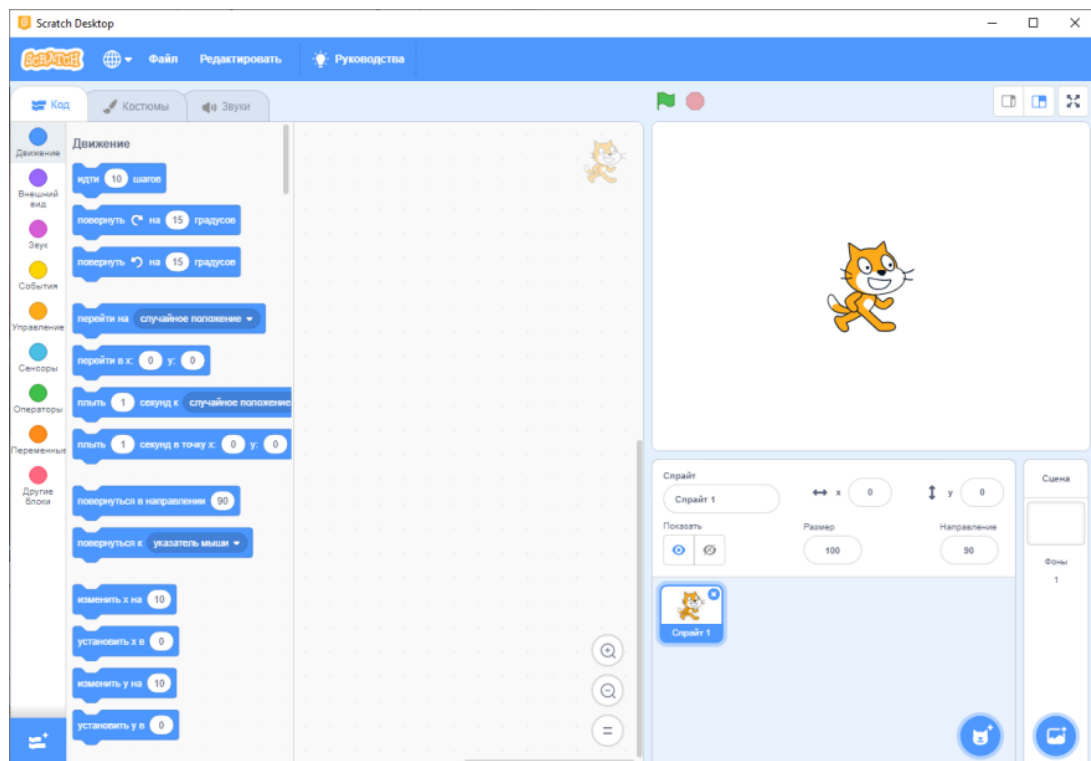 Scratch Desktop
SCRATCH
Файл Редактировать Руководства
Код Костюмы Звуки
Движение
Внешний вид
Звук
События
Управление
Сенсоры
Операторы
Переменные
Другие блоки
Движение
идти 10 шагов
повернуть на 15 градусов
повернуть на 15 градусов
перейти на случайное положение
перейти в x: 0 y: 0
плыть 1 секунд к случайное положение
плыть 1 секунд в точку x: 0 y: 0
повернуться в направлении 90
повернуться к указатель мыши
изменить x на 10
установить x в 0
изменить y на 10
установить y в 0
Спрайт
Спрайт 1 x 0 y 0
Показать Размер Направление
100 90
Спрайт 1
Сцена
Фоны
1